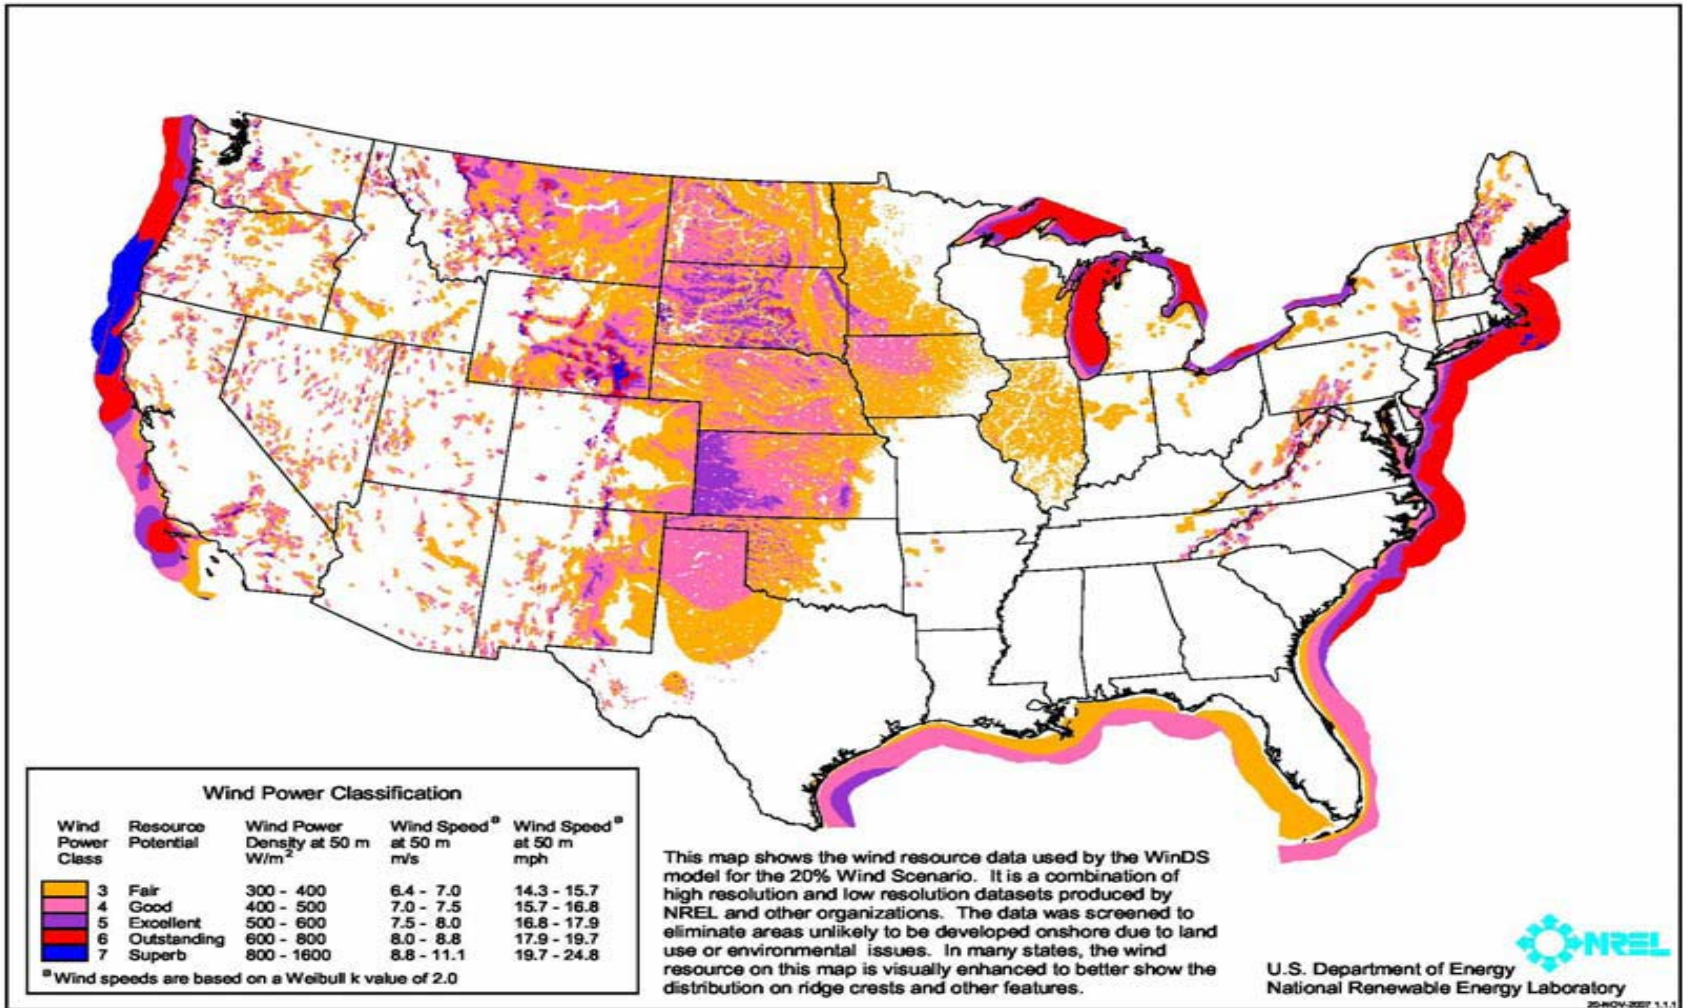 Wind Power Classification
Wind Power Class Resource Potential Wind Power Density at 50 m W/m² Wind Speedᵃ at 50 m m/s Wind Speedᵃ at 50 m mph
3 Fair 300 - 400 6.4 - 7.0 14.3 - 15.7
4 Good 400 - 500 7.0 - 7.5 15.7 - 16.8
5 Excellent 500 - 600 7.5 - 8.0 16.8 - 17.9
6 Outstanding 600 - 800 8.0 - 8.8 17.9 - 19.7
7 Superb 800 - 1600 8.8 - 11.1 19.7 - 24.8
ᵃ Wind speeds are based on a Weibull k value of 2.0
This map shows the wind resource data used by the WinDS
model for the 20% Wind Scenario. It is a combination of
high resolution and low resolution datasets produced by
NREL and other organizations. The data was screened to
eliminate areas unlikely to be developed onshore due to land
use or environmental issues. In many states, the wind
resource on this map is visually enhanced to better show the
distribution on ridge crests and other features.
NREL
U.S. Department of Energy
National Renewable Energy Laboratory
20-NOV-2007 1.1.1